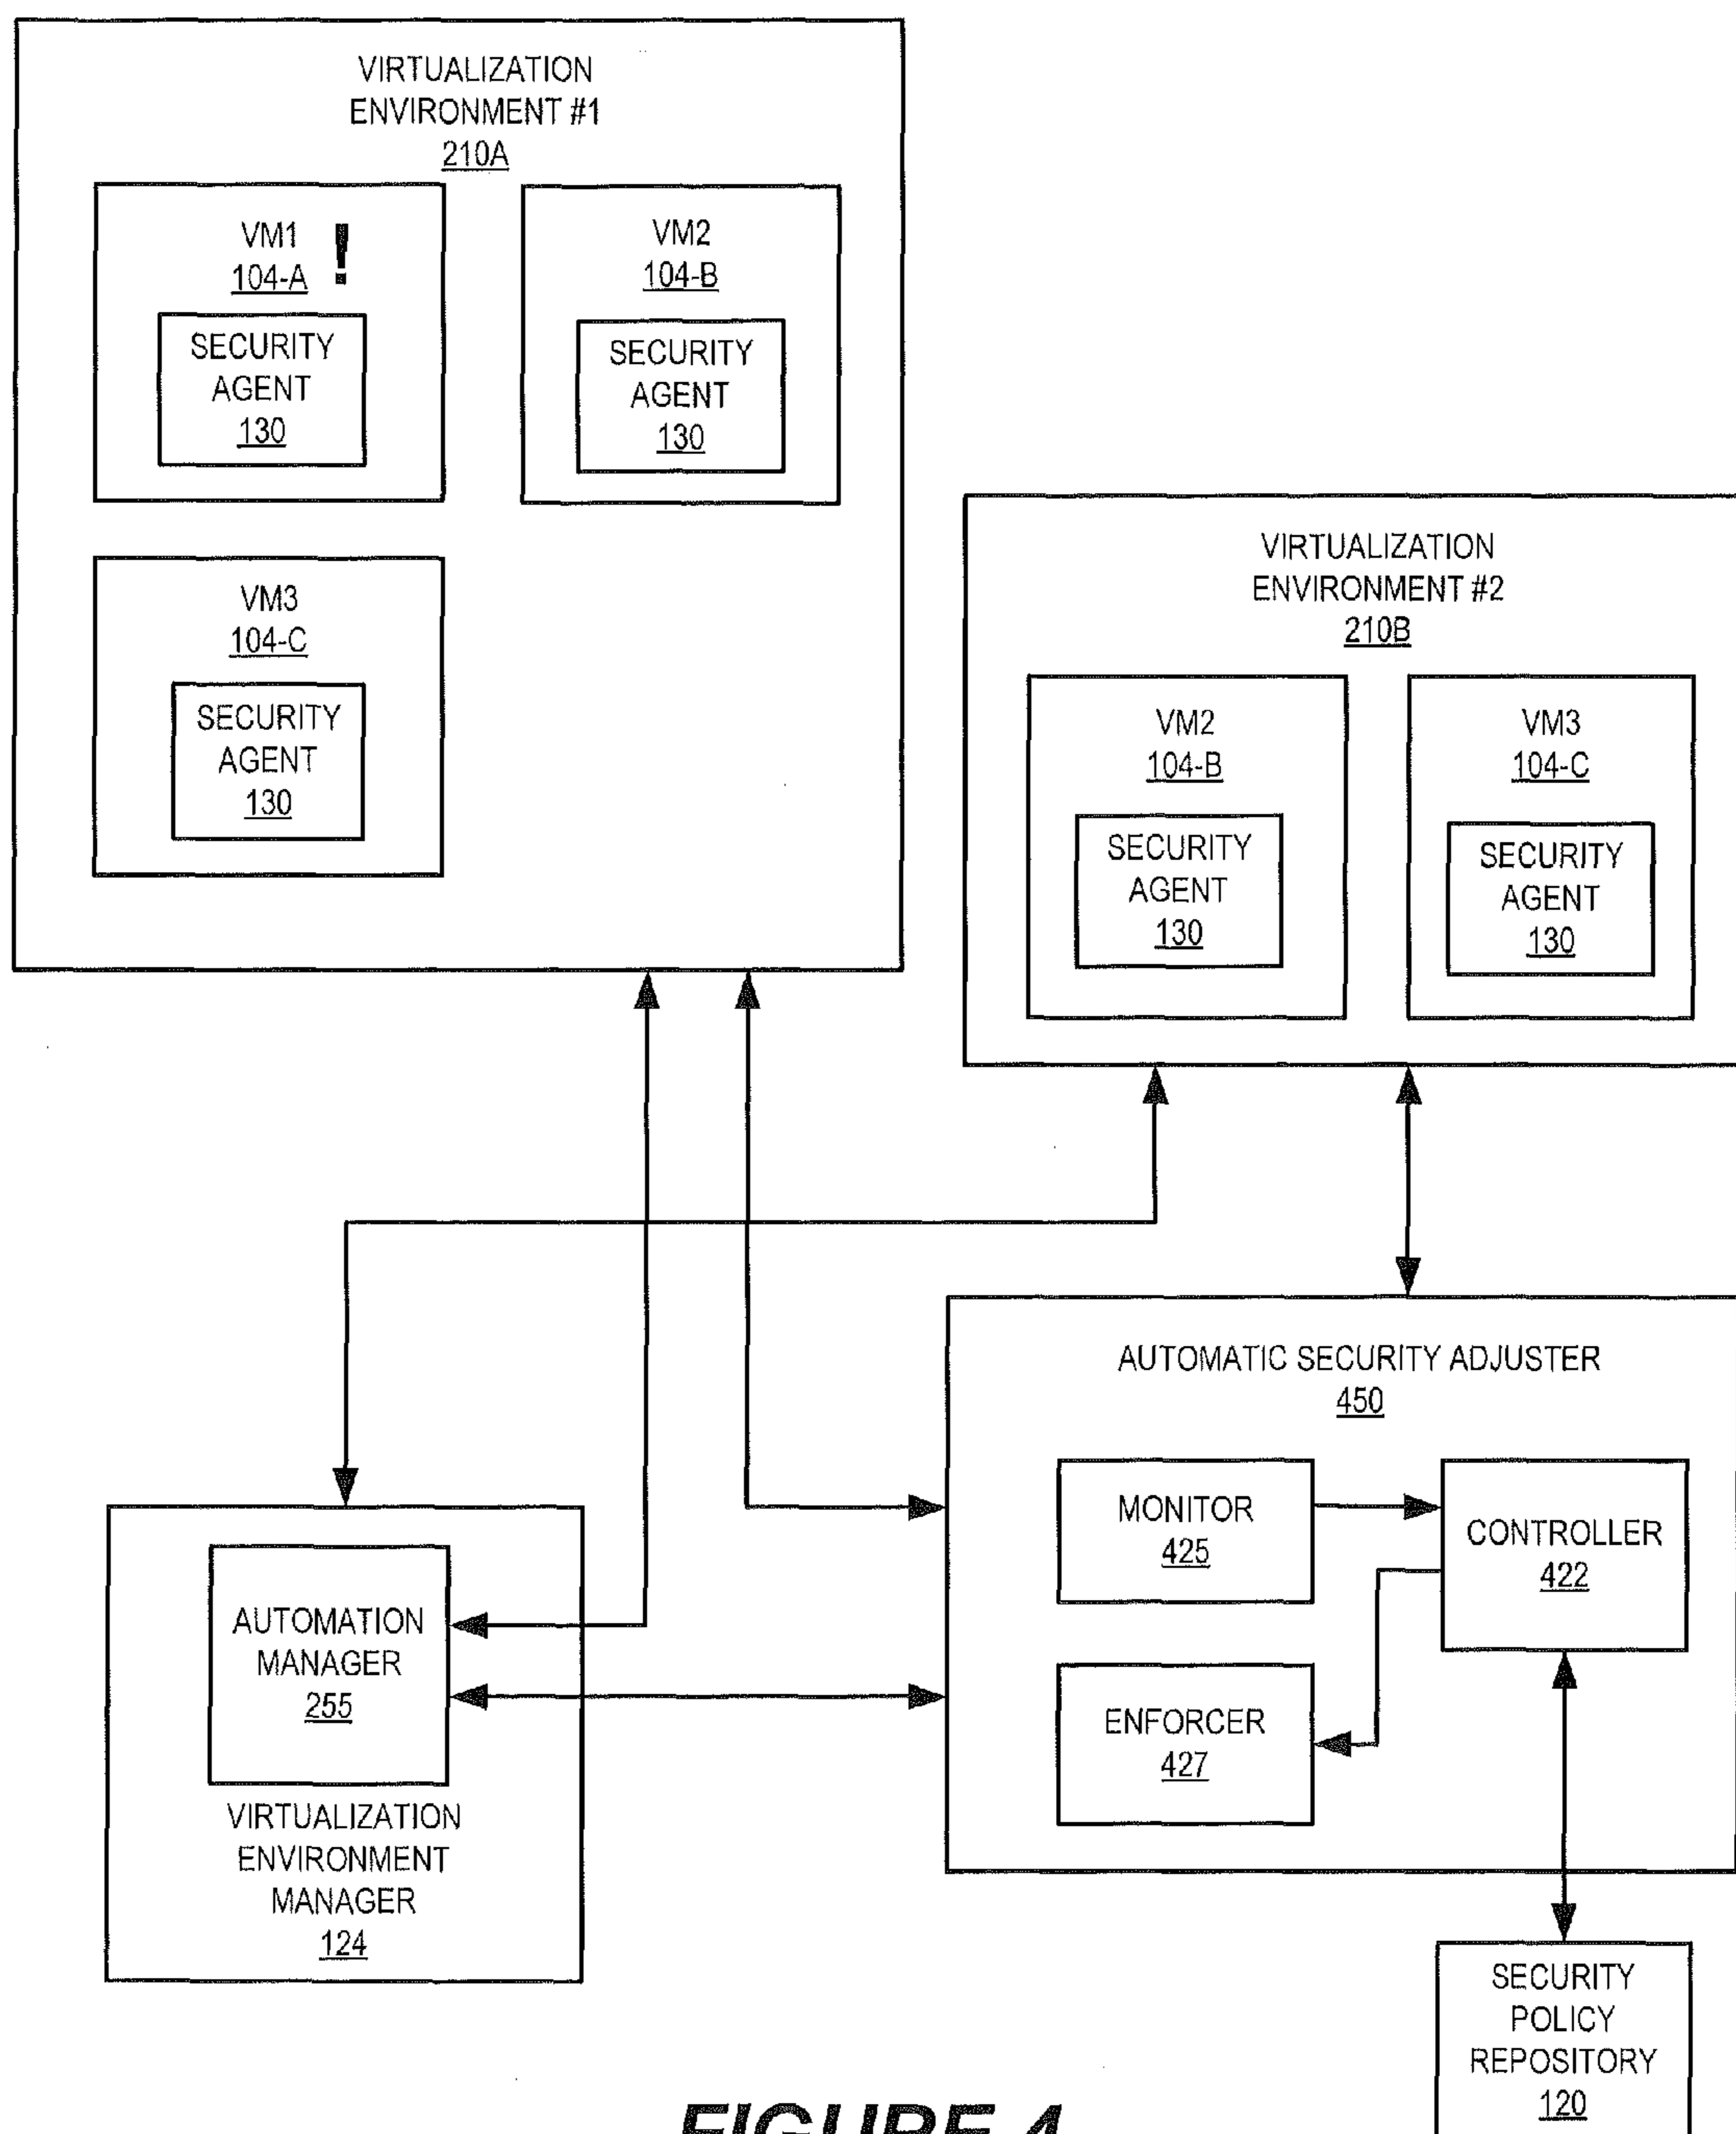 VIRTUALIZATION
ENVIRONMENT #1
210A
VM1 !
104-A
SECURITY
AGENT
130
VM2
104-B
SECURITY
AGENT
130
VM3
104-C
SECURITY
AGENT
130
VIRTUALIZATION
ENVIRONMENT #2
210B
VM2
104-B
SECURITY
AGENT
130
VM3
104-C
SECURITY
AGENT
130
AUTOMATIC SECURITY ADJUSTER
450
MONITOR
425
CONTROLLER
422
ENFORCER
427
AUTOMATION
MANAGER
255
VIRTUALIZATION
ENVIRONMENT
MANAGER
124
SECURITY
POLICY
REPOSITORY
120
FIGURE 4